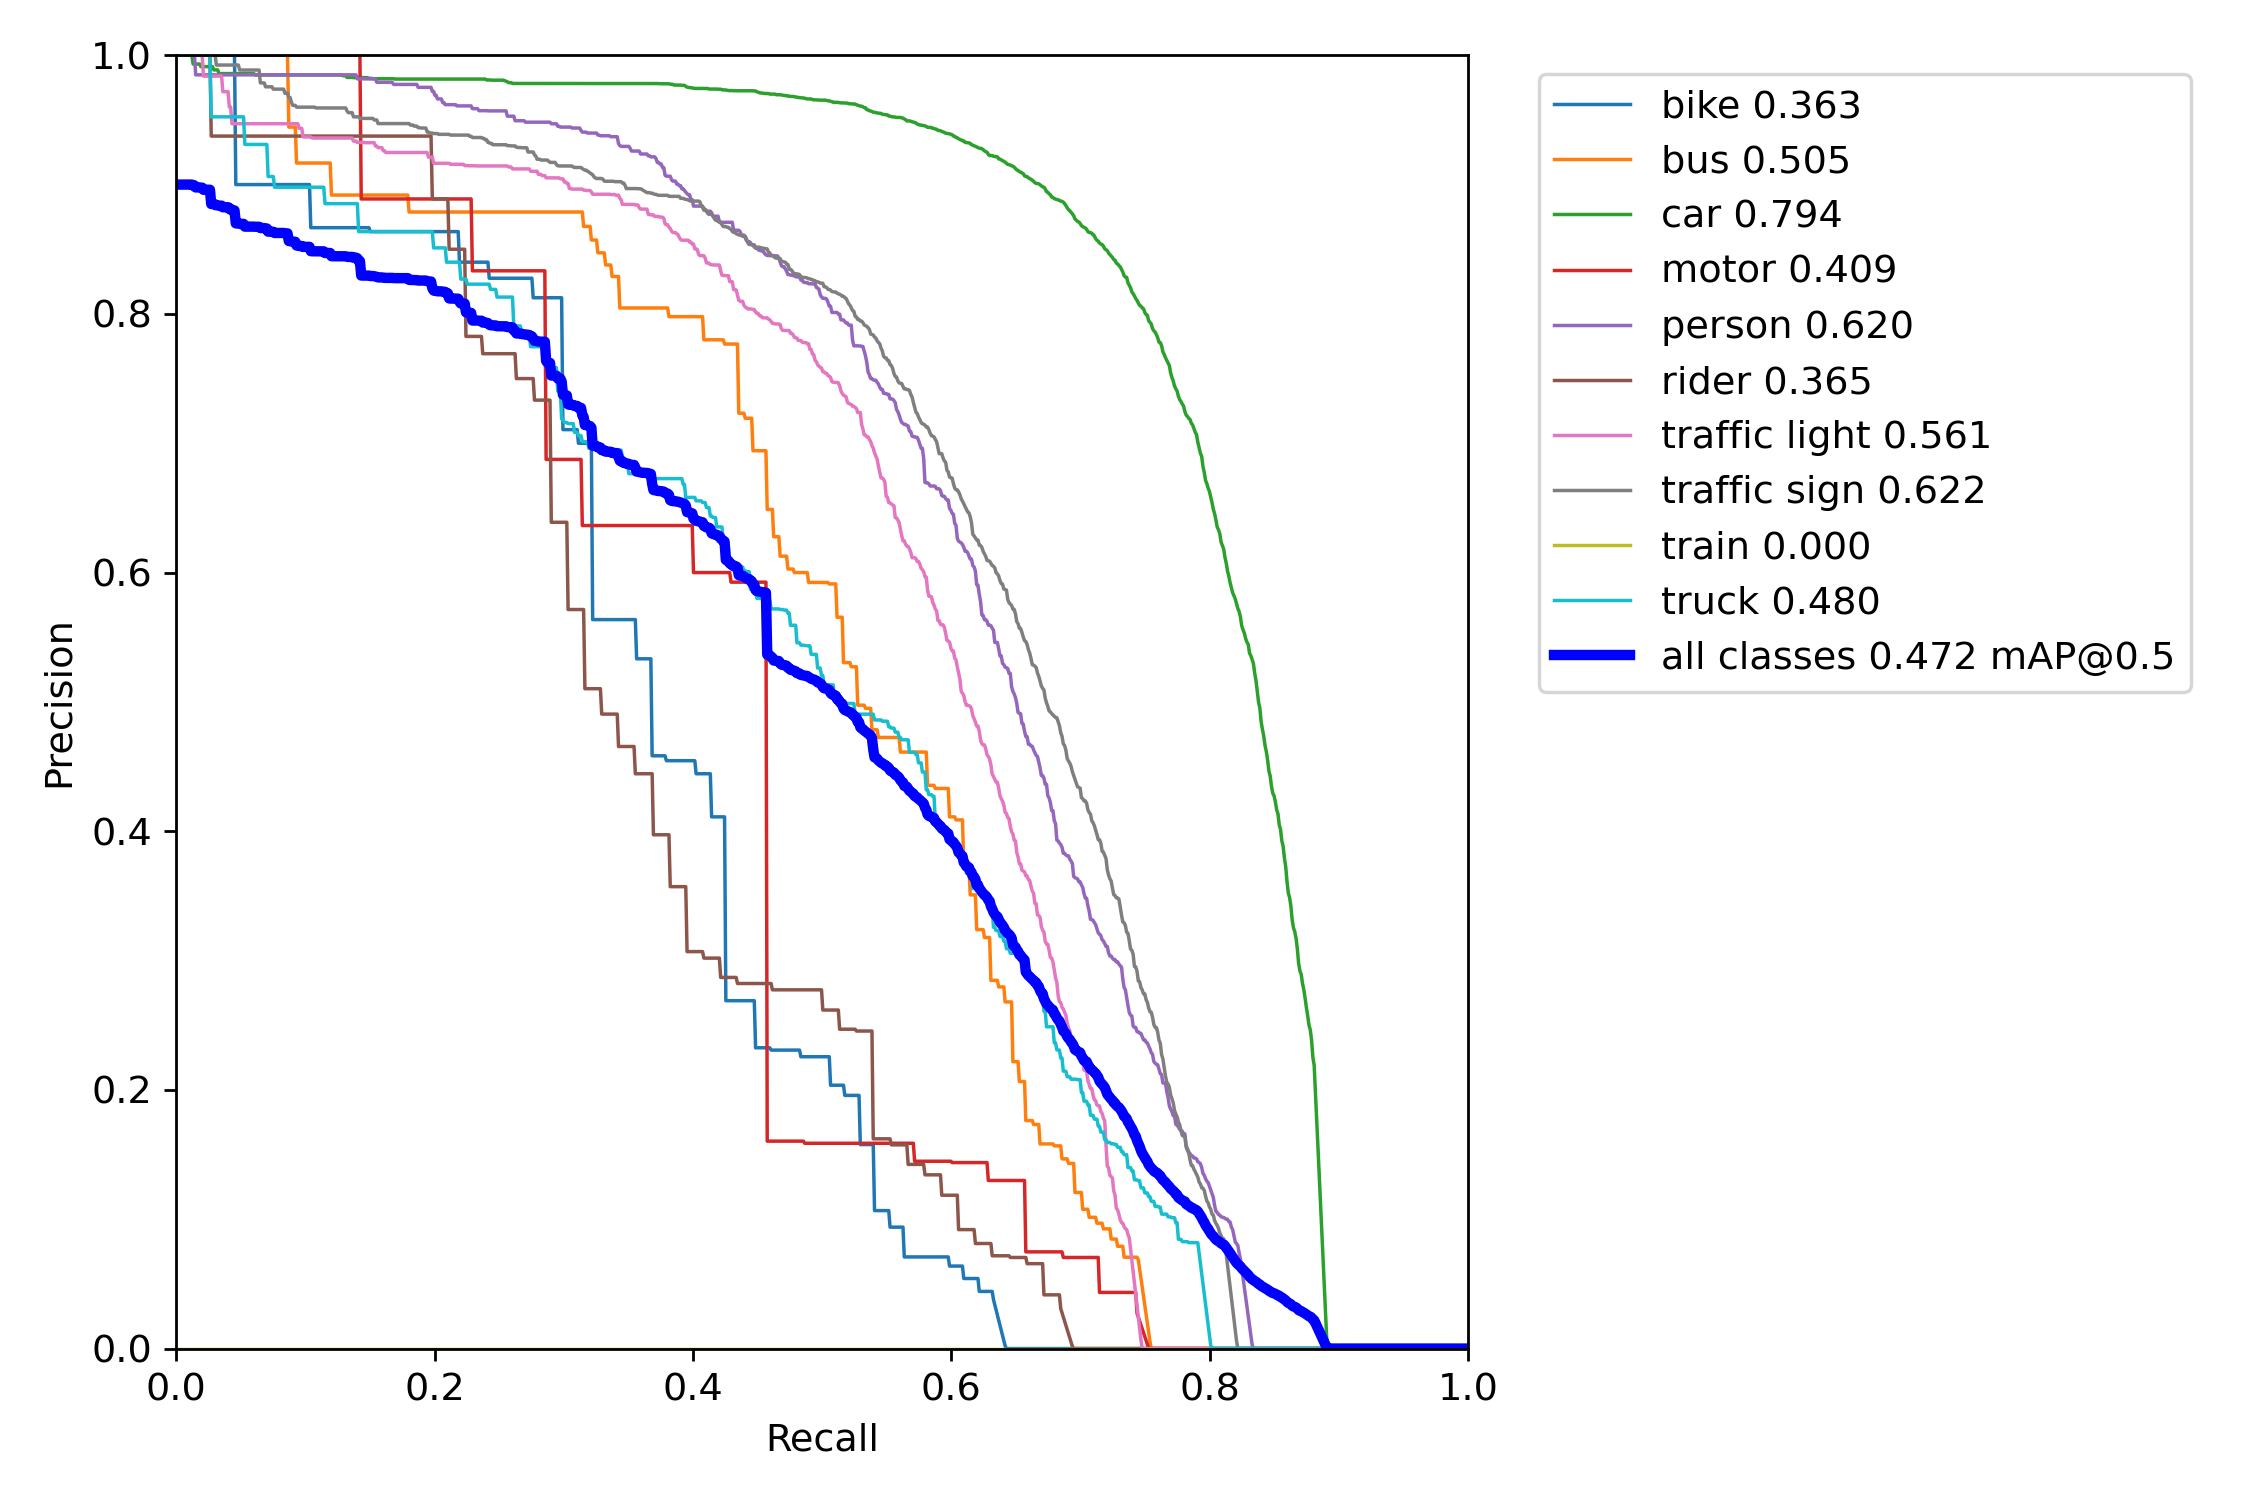 1.0
0.8
0.6
0.4
0.2
0.0
Precision
0.0 0.2 0.4 0.6 0.8 1.0
Recall
bike 0.363
bus 0.505
car 0.794
motor 0.409
person 0.620
rider 0.365
traffic light 0.561
traffic sign 0.622
train 0.000
truck 0.480
all classes 0.472 mAP@0.5